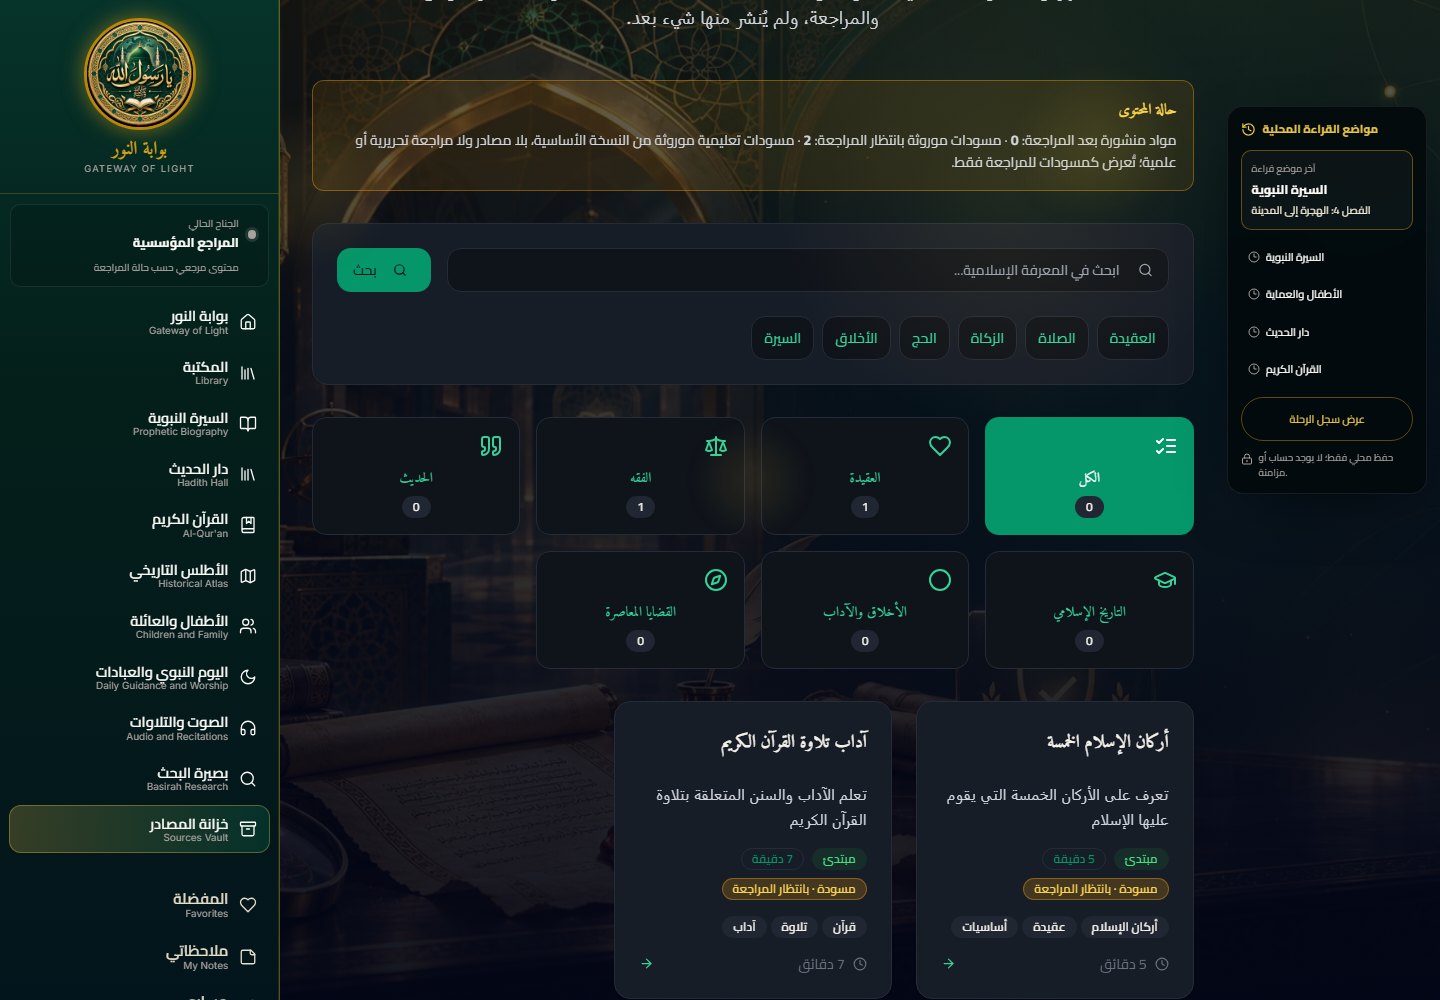 يا رسول الله
بوابة النور
GATEWAY OF LIGHT
الجناح الحالي
المراجع المؤسسية
محتوى مرجعي حسب حالة المراجعة
بوابة النور
Gateway of Light
المكتبة
Library
السيرة النبوية
Prophetic Biography
دار الحديث
Hadith Hall
القرآن الكريم
Al-Qur'an
الأطلس التاريخي
Historical Atlas
الأطفال والعائلة
Children and Family
اليوم النبوي والعبادات
Daily Guidance and Worship
الصوت والتلاوات
Audio and Recitations
بصيرة البحث
Basirah Research
خزانة المصادر
Sources Vault
المفضلة
Favorites
ملاحظاتي
My Notes
والمراجعة، ولم يُنشر منها شيء بعد.
حالة المحتوى
مواد منشورة بعد المراجعة: 0 · مسودات موروثة بانتظار المراجعة: 2 · مسودات تعليمية موروثة من النسخة الأساسية، بلا مصادر ولا مراجعة تحريرية أو
علمية؛ تُعرض كمسودات للمراجعة فقط.
ابحث في المعرفة الإسلامية...
بحث
العقيدة
الصلاة
الزكاة
الحج
الأخلاق
السيرة
الكل
0
العقيدة
1
الفقه
1
الحديث
0
التاريخ الإسلامي
0
الأخلاق والآداب
0
القضايا المعاصرة
0
أركان الإسلام الخمسة
تعرف على الأركان الخمسة التي يقوم
عليها الإسلام
مبتدئ
5 دقيقة
مسودة · بانتظار المراجعة
أركان الإسلام
عقيدة
أساسيات
5 دقائق
آداب تلاوة القرآن الكريم
تعلم الآداب والسنن المتعلقة بتلاوة
القرآن الكريم
مبتدئ
7 دقيقة
مسودة · بانتظار المراجعة
قرآن
تلاوة
آداب
7 دقائق
مواضع القراءة المحلية
آخر موضع قراءة
السيرة النبوية
الفصل 4: الهجرة إلى المدينة
السيرة النبوية
الأطفال والعماية
دار الحديث
القرآن الكريم
عرض سجل الرحلة
حفظ محلي فقط؛ لا يوجد حساب أو
مزامنة.